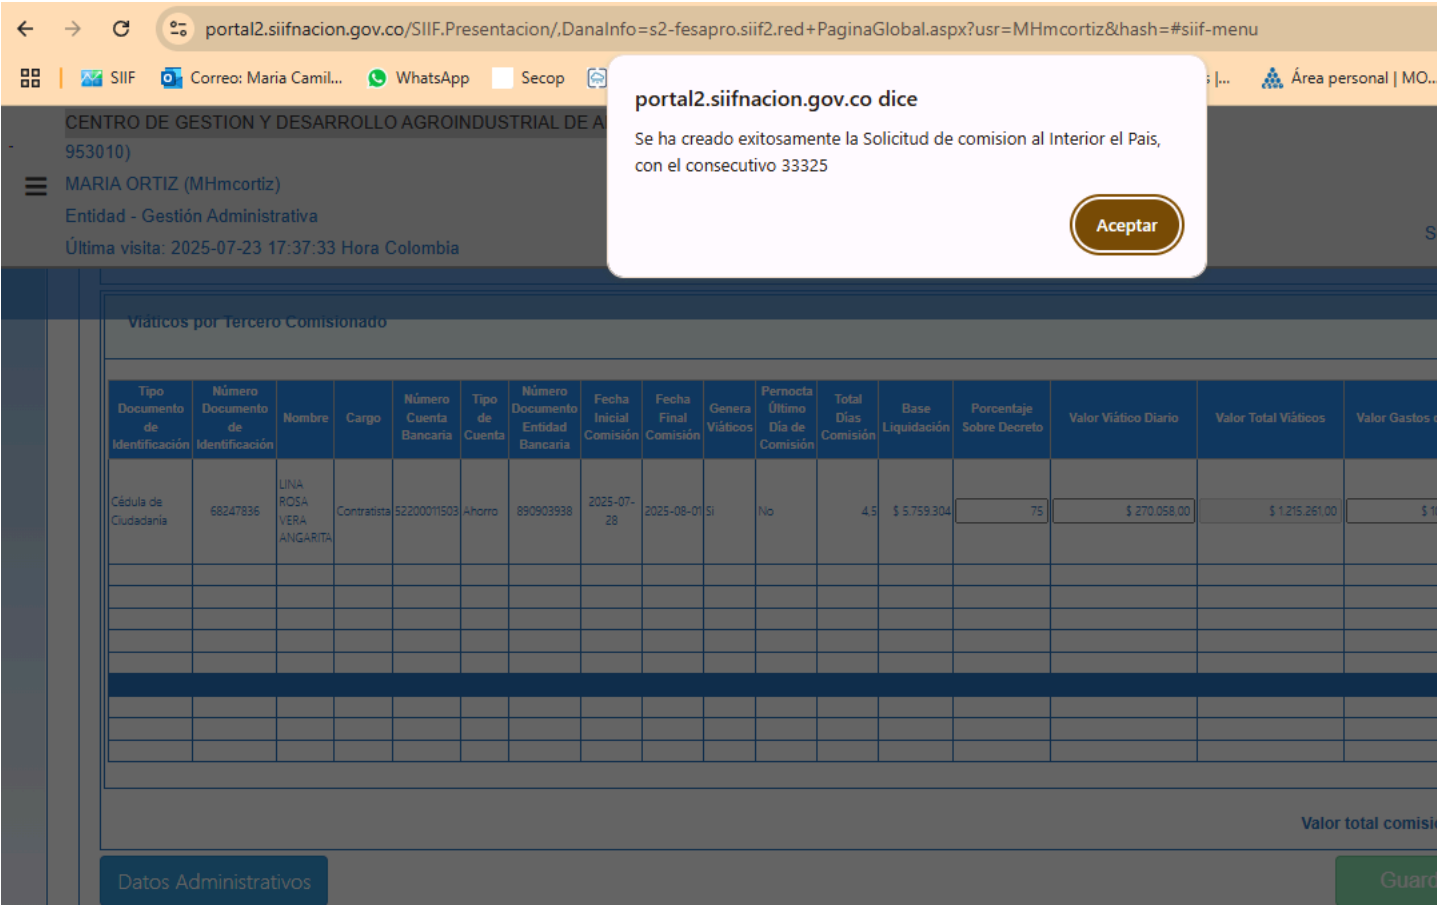 portal2.siifnacion.gov.co/SIIF.Presentacion/,DanaInfo=s2-fesapro.siif2.red+PaginaGlobal.aspx?usr=MHmcortiz&hash=#siif-menu
SIIF
Correo: Maria Camil...
WhatsApp
Secop
Área personal | MO...
portal2.siifnacion.gov.co dice
Se ha creado exitosamente la Solicitud de comision al Interior el Pais,
con el consecutivo 33325
Aceptar
CENTRO DE GESTION Y DESARROLLO AGROINDUSTRIAL DE A
953010)
MARIA ORTIZ (MHmcortiz)
Entidad - Gestión Administrativa
Última visita: 2025-07-23 17:37:33 Hora Colombia
S
Viáticos por Tercero Comisionado
Tipo
Documento
de
Identificación
Número
Documento
de
Identificación
Nombre
Cargo
Número
Cuenta
Bancaria
Tipo
de
Cuenta
Número
Documento
Entidad
Bancaria
Fecha
Inicial
Comisión
Fecha
Final
Comisión
Genera
Viáticos
Pernocta
Último
Día de
Comisión
Total
Días
Comisión
Base
Liquidación
Porcentaje
Sobre Decreto
Valor Viático Diario
Valor Total Viáticos
Valor Gastos
Cédula de
Ciudadanía
68247836
LINA
ROSA
VERA
ANGARITA
Contratista
52200011503
Ahorro
890903938
2025-07-
28
2025-08-01
Si
No
4.5
$ 5.759.304
75
$ 270.058,00
$ 1.215.261,00
Valor total comisi
Datos Administrativos
Guard